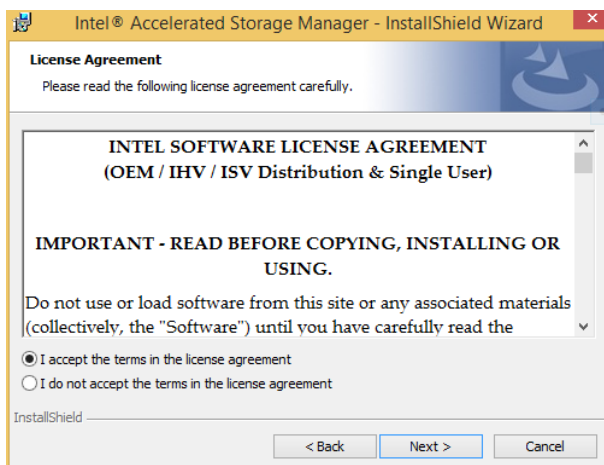 Intel® Accelerated Storage Manager - InstallShield Wizard
License Agreement
Please read the following license agreement carefully.
INTEL SOFTWARE LICENSE AGREEMENT
(OEM / IHV / ISV Distribution & Single User)
IMPORTANT - READ BEFORE COPYING, INSTALLING OR
USING.
Do not use or load software from this site or any associated materials
(collectively, the "Software") until you have carefully read the
I accept the terms in the license agreement
I do not accept the terms in the license agreement
InstallShield
< Back Next > Cancel